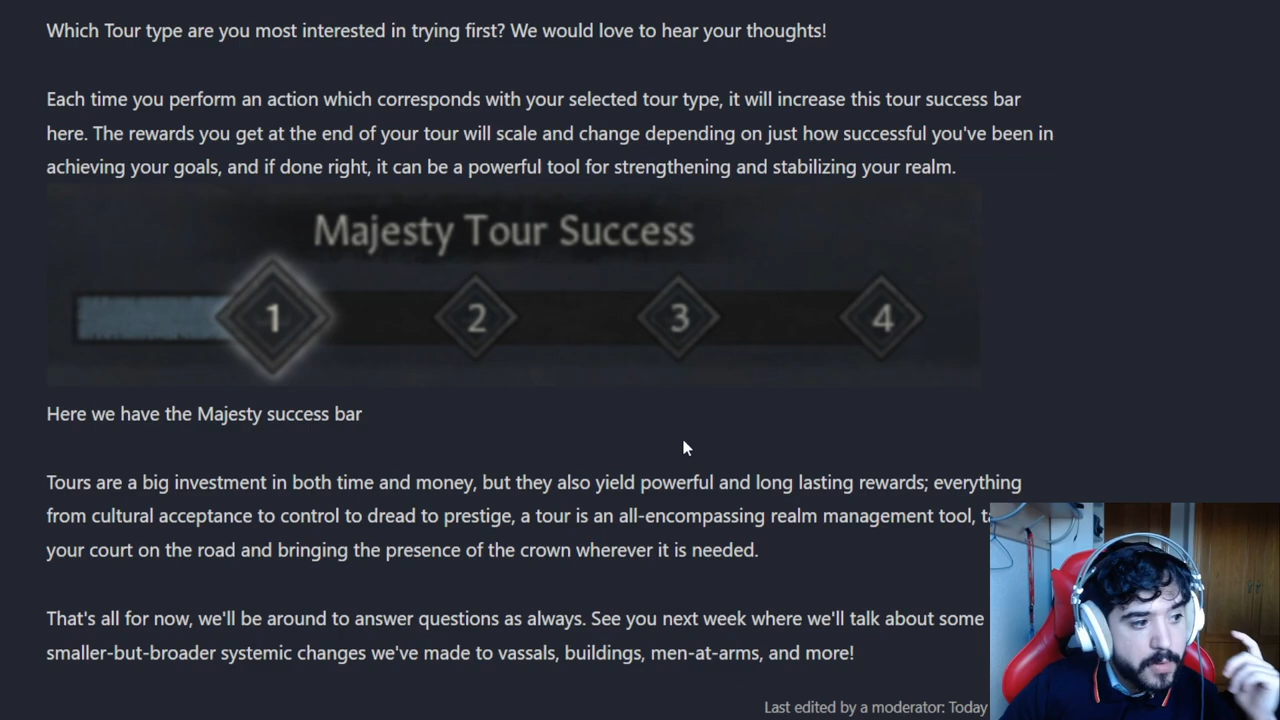 Which Tour type are you most interested in trying first? We would love to hear your thoughts!
Each time you perform an action which corresponds with your selected tour type, it will increase this tour success bar
here. The rewards you get at the end of your tour will scale and change depending on just how successful you've been in
achieving your goals, and if done right, it can be a powerful tool for strengthening and stabilizing your realm.
Majesty Tour Success
1 2 3 4
Here we have the Majesty success bar
Tours are a big investment in both time and money, but they also yield powerful and long lasting rewards; everything
from cultural acceptance to control to dread to prestige, a tour is an all-encompassing realm management tool,
your court on the road and bringing the presence of the crown wherever it is needed.
That's all for now, we'll be around to answer questions as always. See you next week where we'll talk about some
smaller-but-broader systemic changes we've made to vassals, buildings, men-at-arms, and more!
Last edited by a moderator: Today